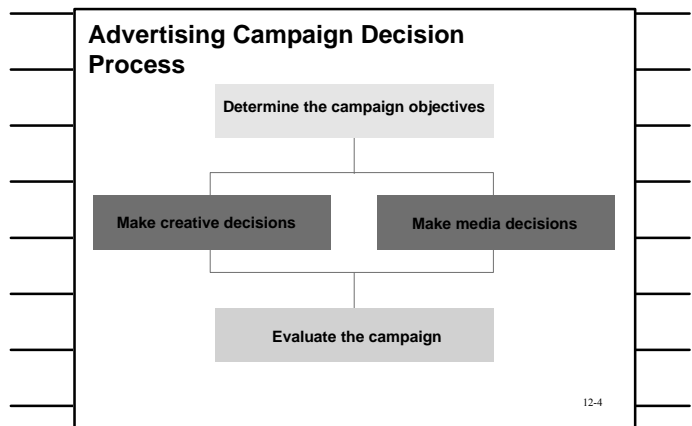 Advertising Campaign Decision
Process
Determine the campaign objectives
Make creative decisions
Make media decisions
Evaluate the campaign
12-4